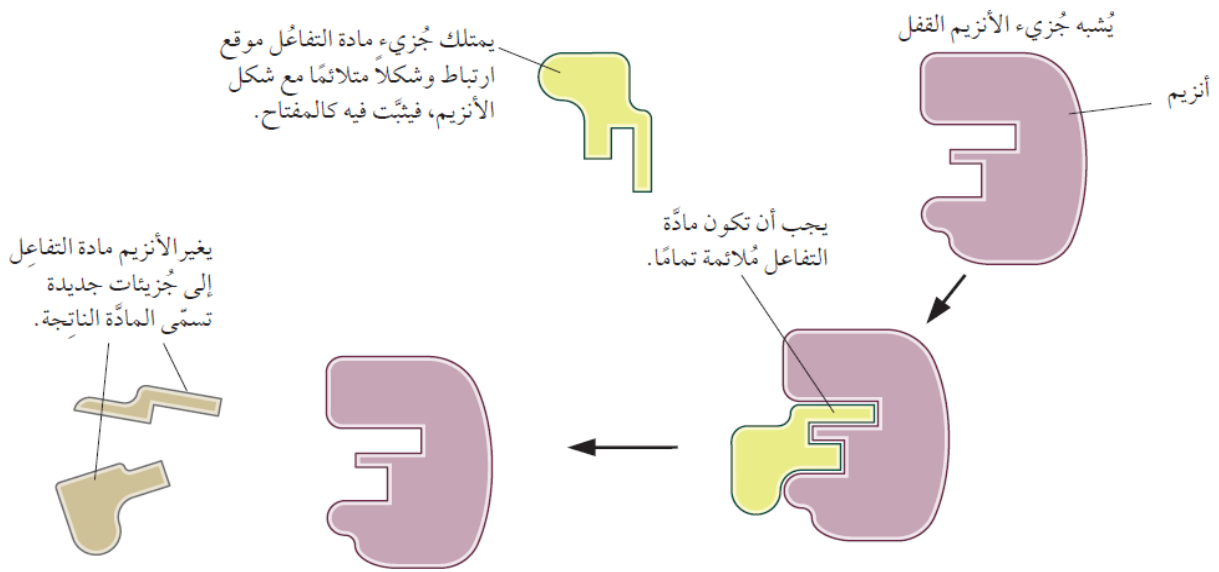 يُشبه جُزيء الأنزيم القفل
أنزيم
يمتلك جُزيء مادة التفاعُل موقع
ارتباط وشكلاً متلائمًا مع شكل
الأنزيم، فيثبَّت فيه كالمفتاح.
يجب أن تكون مادَّة
التفاعل مُلائمة تمامًا.
يغير الأنزيم مادة التفاعِل
إلى جُزيئات جديدة
تسمّى المادَّة الناتِجة.